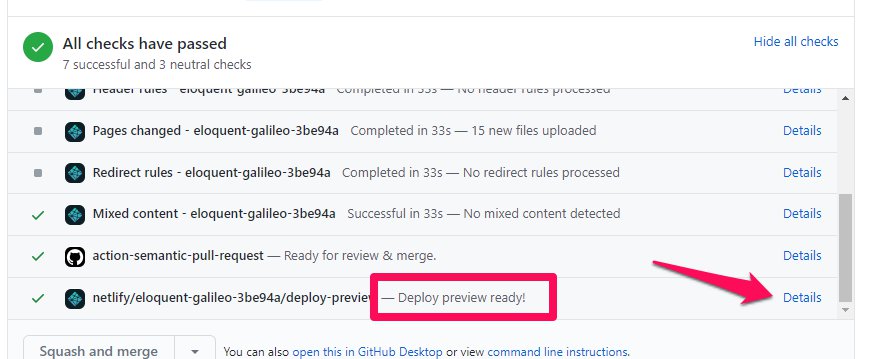 All checks have passed
7 successful and 3 neutral checks
Hide all checks
Header rules - eloquent-galileo-3be94a Completed in 33s — No header rules processed Details
Pages changed - eloquent-galileo-3be94a Completed in 33s — 15 new files uploaded Details
Redirect rules - eloquent-galileo-3be94a Completed in 33s — No redirect rules processed Details
Mixed content - eloquent-galileo-3be94a Successful in 33s — No mixed content detected Details
action-semantic-pull-request — Ready for review & merge. Details
netlify/eloquent-galileo-3be94a/deploy-preview — Deploy preview ready! Details
Squash and merge You can also open this in GitHub Desktop or view command line instructions.